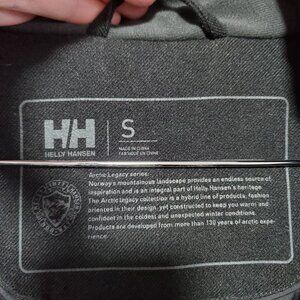 HH
HELLY HANSEN
S
MADE IN CHINA
FABRIQUÉ EN CHINE
Arctic Legacy series:
Norway's mountainous landscape provides an endless source of
inspiration and is an integral part of Helly Hansen's heritage.
The Arctic legacy collection is a hybrid line of products, fashion
oriented in their design, yet constructed to keep you warm and
confident in the coldest and unexpected winter conditions.
Products are developed from more than 130 years of arctic expe-
rience.